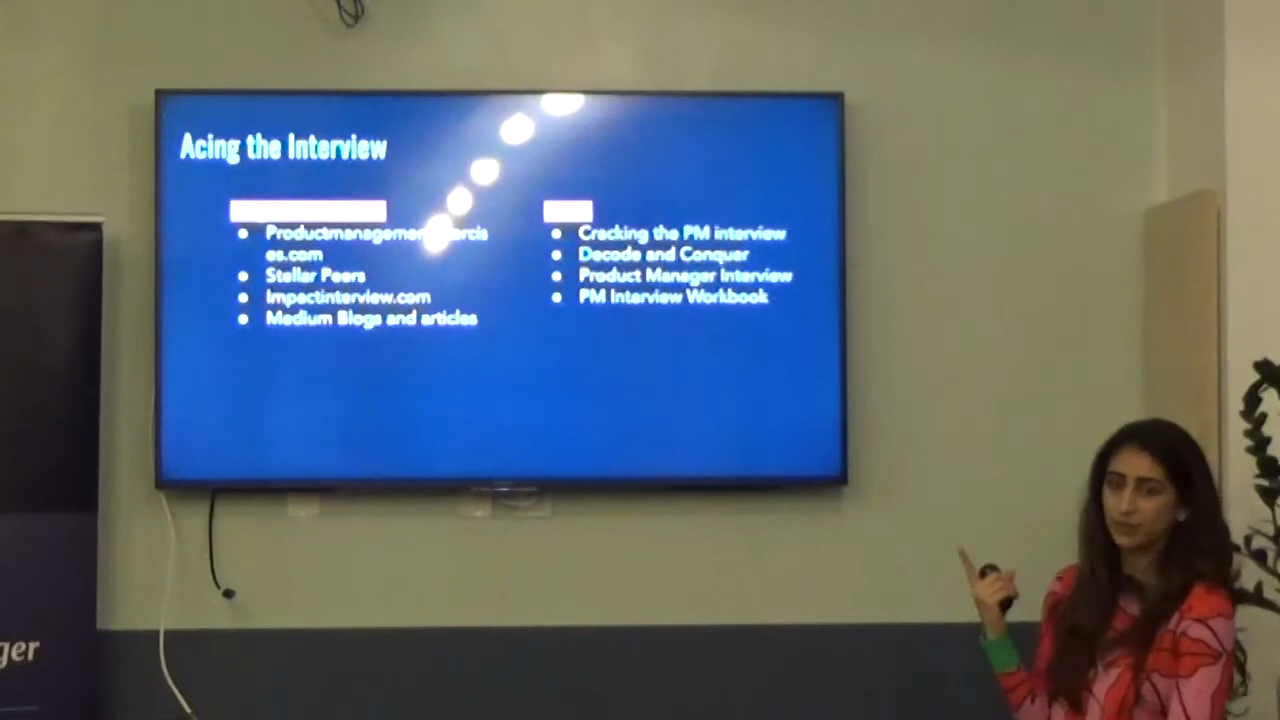 Acing the Interview
es.com
Stellar Peers
Impactinterview.com
Medium Blogs and articles
Cracking the PM interview
Decode and Conquer
Product Manager Interview
PM Interview Workbook
ger